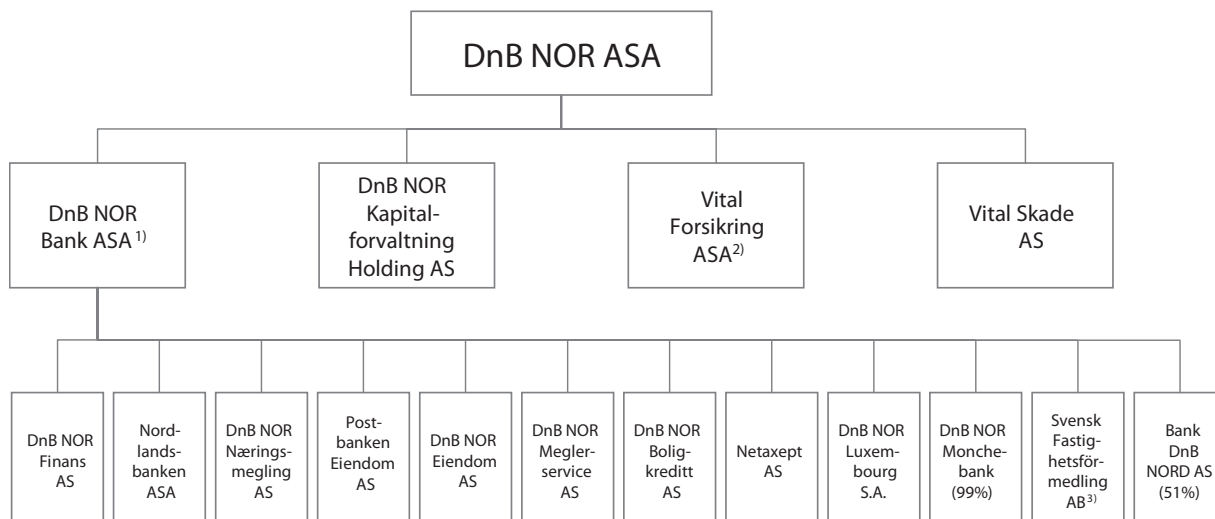 DnB NOR ASA
DnB NOR
Bank ASA 1)
DnB NOR
Kapital-
forvaltning
Holding AS
Vital
Forsikring
ASA2)
Vital Skade
AS
DnB NOR
Finans
AS
Nord-
lands-
banken
ASA
DnB NOR
Nærings-
megling
AS
Post-
banken
Eiendom
AS
DnB NOR
Eiendom
AS
DnB NOR
Megler-
service
AS
DnB NOR
Bolig-
kreditt
AS
Netaxept
AS
DnB NOR
Luxem-
bourg
S.A.
DnB NOR
Monche-
bank
(99%)
Svensk
Fastig-
hetsför-
medling
AB3)
Bank
DnB
NORD AS
(51%)